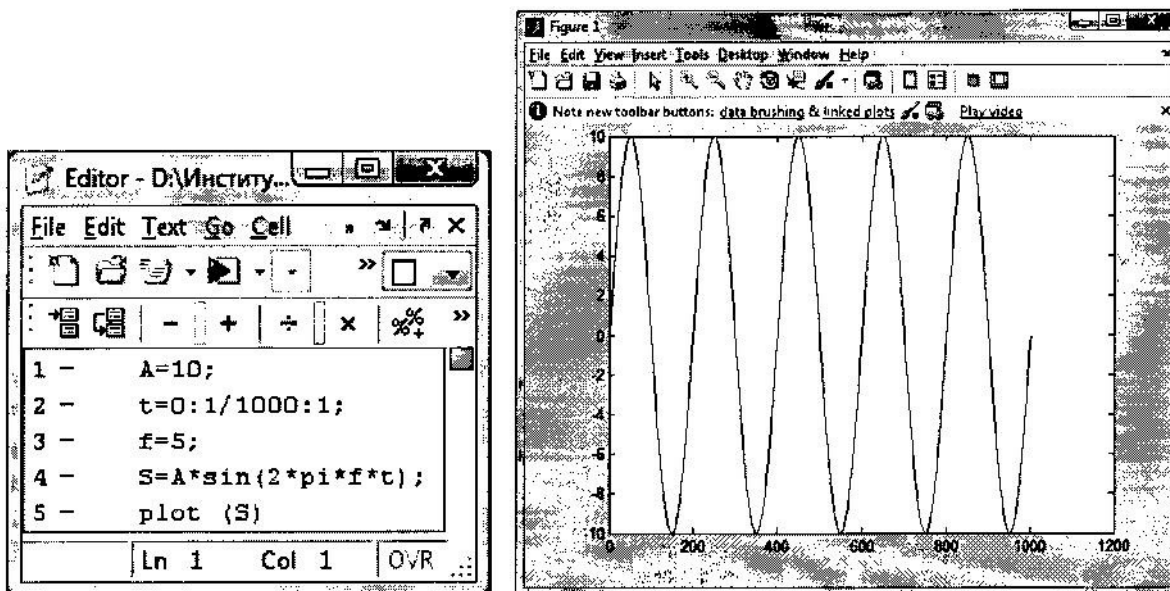 Editor - D:\Институ...
File Edit Text Go Cell
1 - A=10;
2 - t=0:1/1000:1;
3 - f=5;
4 - S=A*sin(2*pi*f*t);
5 - plot (S)
Ln 1 Col 1 OVR
Figure 1
File Edit View Insert Tools Desktop Window Help
Note new toolbar buttons: data brushing & linked plots Play video
10
8
6
4
2
0
-2
-4
-6
-8
-10
0 200 400 600 800 1000 1200